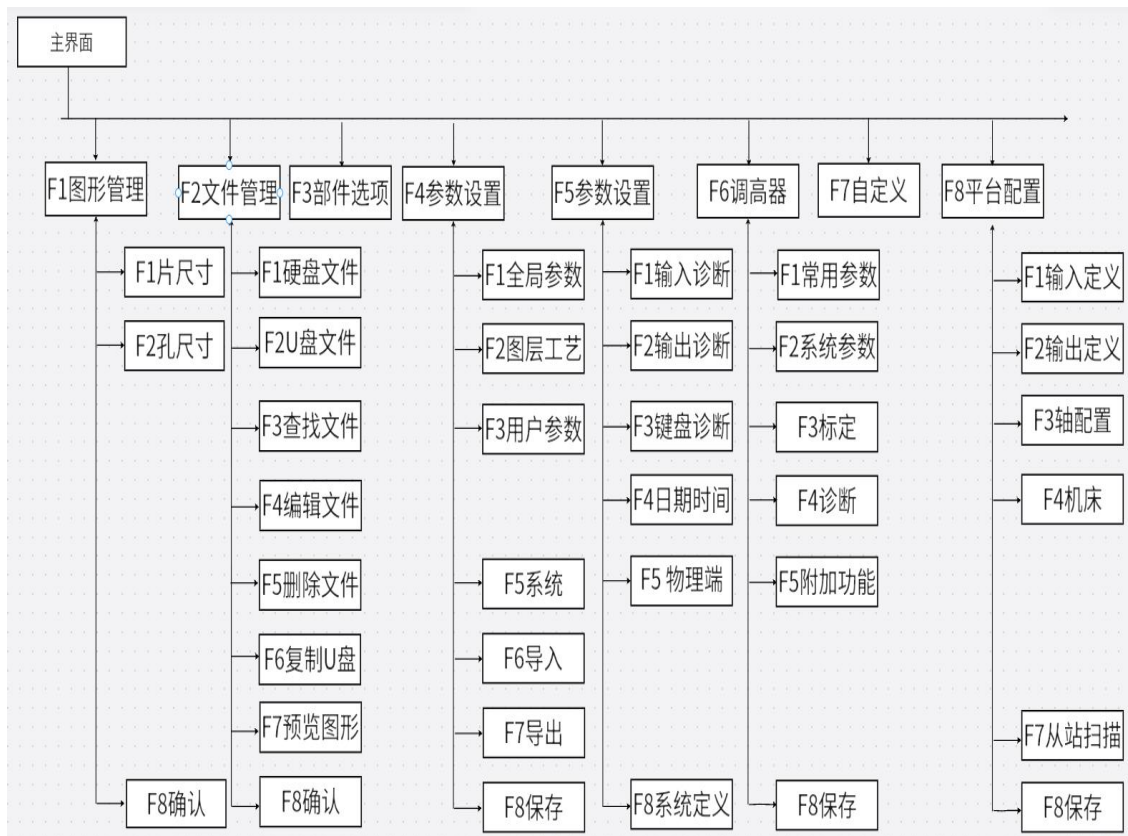 主界面
F1图形管理
F2文件管理
F3部件选项
F4参数设置
F5参数设置
F6调高器
F7自定义
F8平台配置
F1片尺寸
F2孔尺寸
F8确认
F1硬盘文件
F2U盘文件
F3查找文件
F4编辑文件
F5删除文件
F6复制U盘
F7预览图形
F8确认
F1全局参数
F2图层工艺
F3用户参数
F5系统
F6导入
F7导出
F8保存
F1输入诊断
F2输出诊断
F3键盘诊断
F4日期时间
F5 物理端
F8系统定义
F1常用参数
F2系统参数
F3标定
F4诊断
F5附加功能
F8保存
F1输入定义
F2输出定义
F3轴配置
F4机床
F7从站扫描
F8保存